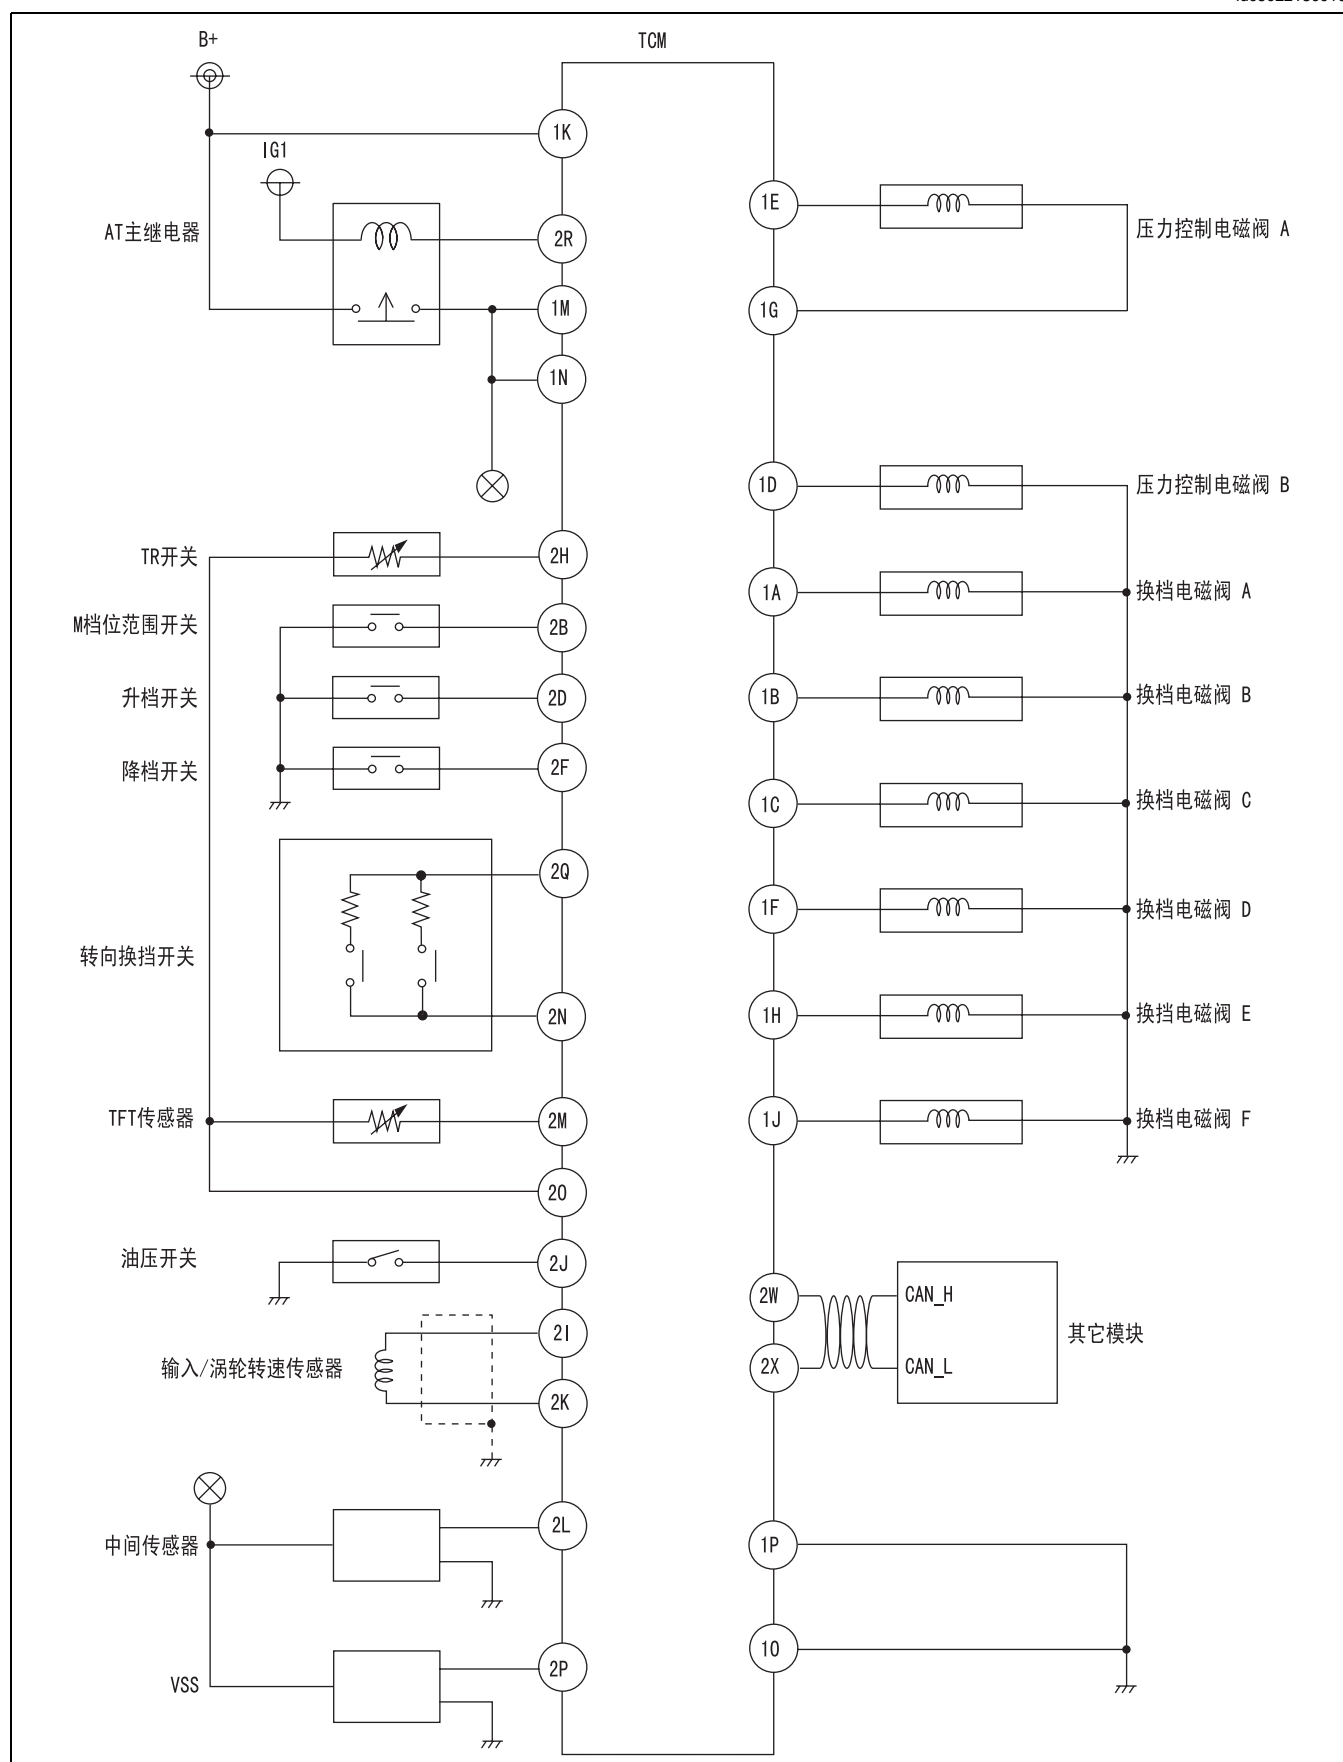 B+
TCM
1K
IG1
1E
AT主继电器
2R
压力控制电磁阀 A
1M
1G
1N
1D
压力控制电磁阀 B
TR开关
2H
1A
换档电磁阀 A
M档位范围开关
2B
升档开关
2D
1B
换档电磁阀 B
降档开关
2F
1C
换档电磁阀 C
2Q
1F
换档电磁阀 D
转向换挡开关
2N
1H
换挡电磁阀 E
TFT传感器
2M
1J
换档电磁阀 F
2O
油压开关
2J
2W
CAN_H
2I
其它模块
输入/涡轮转速传感器
2X
CAN_L
2K
2L
中间传感器
1P
1O
2P
VSS